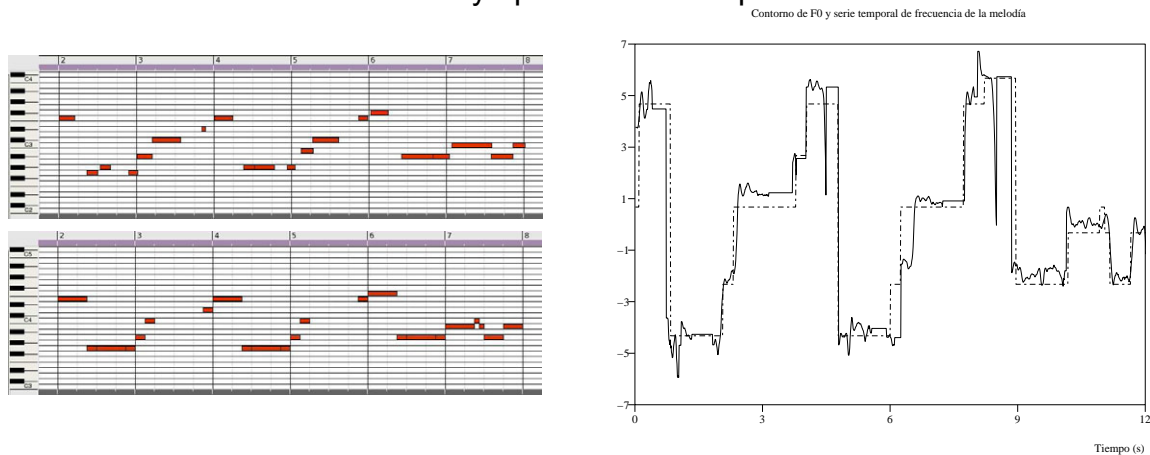 Contorno de F0 y serie temporal de frecuencia de la melodía
2 3 4 5 6 7 8
C4
C3
C2
2 3 4 5 6 7 8
C5
C4
C3
7
5
3
1
−1
−3
−5
−7
0 3 6 9 12
Tiempo (s)